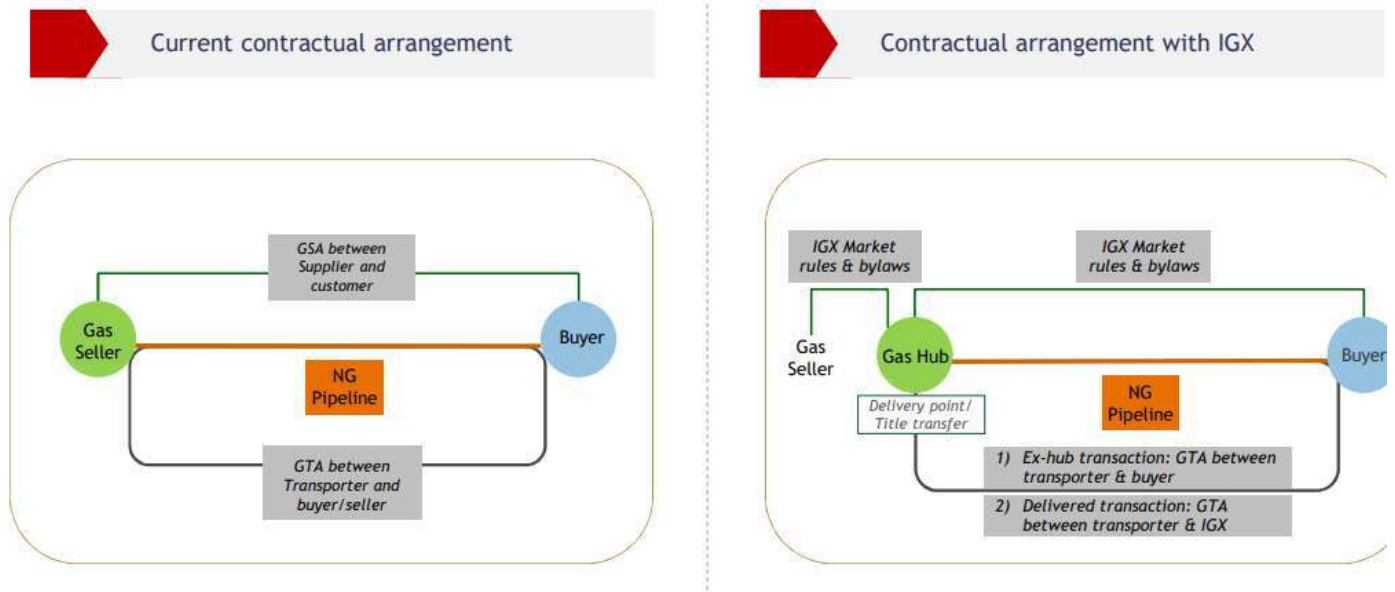 Current contractual arrangement
GSA between
Supplier and
customer
Gas
Seller
Buyer
NG
Pipeline
GTA between
Transporter and
buyer/seller
Contractual arrangement with IGX
IGX Market
rules & bylaws
IGX Market
rules & bylaws
Gas
Seller
Gas Hub
Buyer
Delivery point/
Title transfer
NG
Pipeline
1) Ex-hub transaction: GTA between
transporter & buyer
2) Delivered transaction: GTA
between transporter & IGX